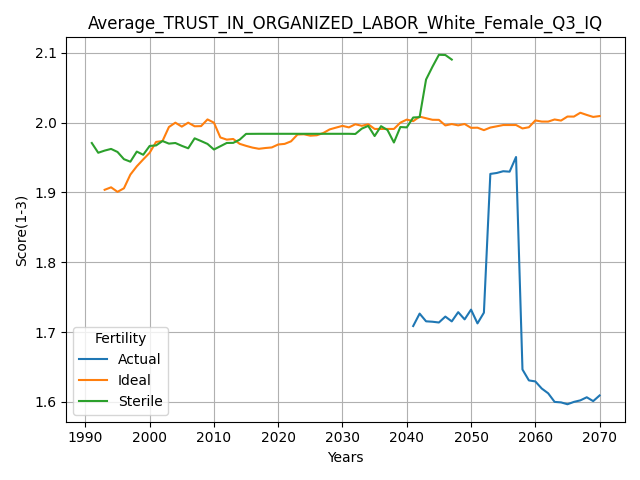 Average_TRUST_IN_ORGANIZED_LABOR_White_Female_Q3_IQ
Score(1-3)
2.1
2.0
1.9
1.8
1.7
1.6
Fertility
Actual
Ideal
Sterile
1990 2000 2010 2020 2030 2040 2050 2060 2070
Years